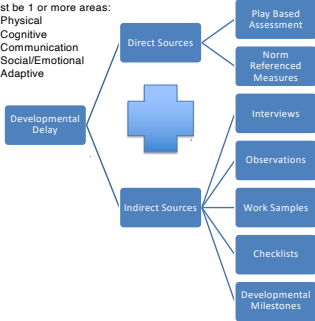 st be 1 or more areas:
Physical
Cognitive
Communication
Social/Emotional
Adaptive
Developmental
Delay
Direct Sources
Indirect Sources
Play Based
Assessment
Norm
Referenced
Measures
Interviews
Observations
Work Samples
Checklists
Developmental
Milestones